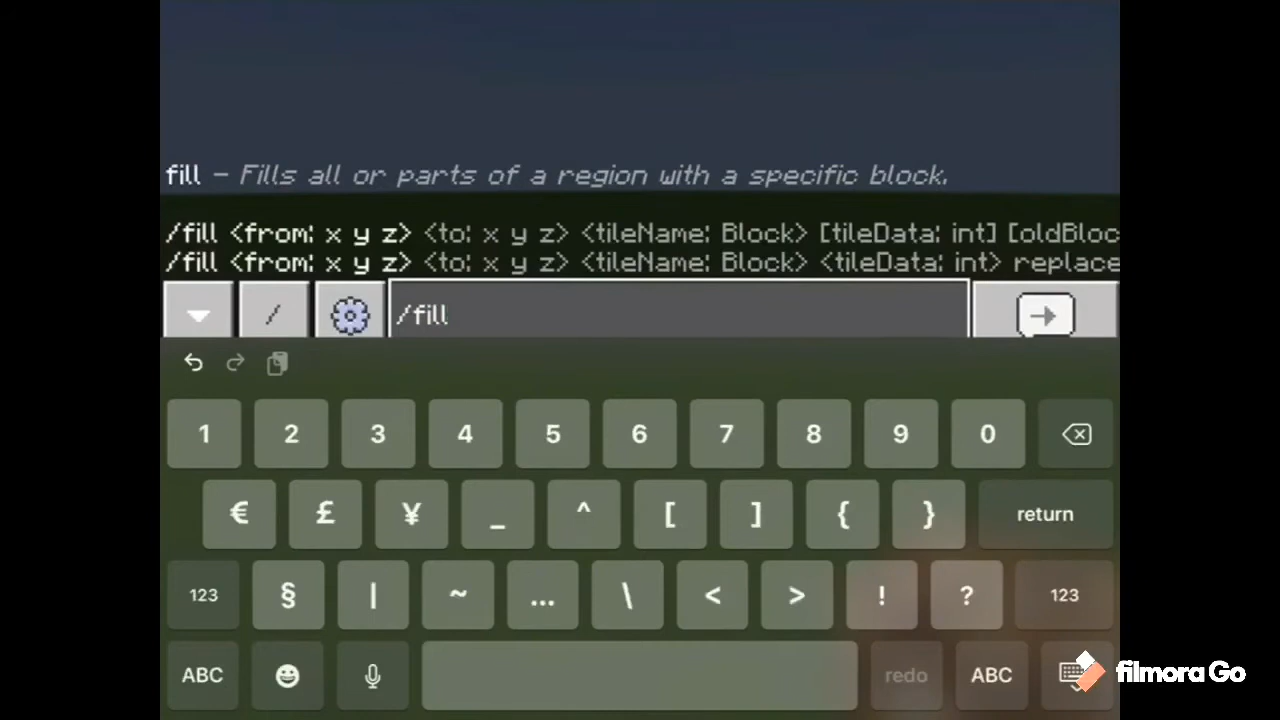 fill – Fills all or parts of a region with a specific block.
/fill <from: x y z> <to: x y z> <tileName: Block> [tileData: int] [oldBloc
/fill <from: x y z> <to: x y z> <tileName: Block> <tileData: int> replace
/ /fill
1 2 3 4 5 6 7 8 9 0
€ £ ¥ _ ^ [ ] { } return
123 § | ~ ... \ < > ! ? 123
ABC redo ABC
filmora Go